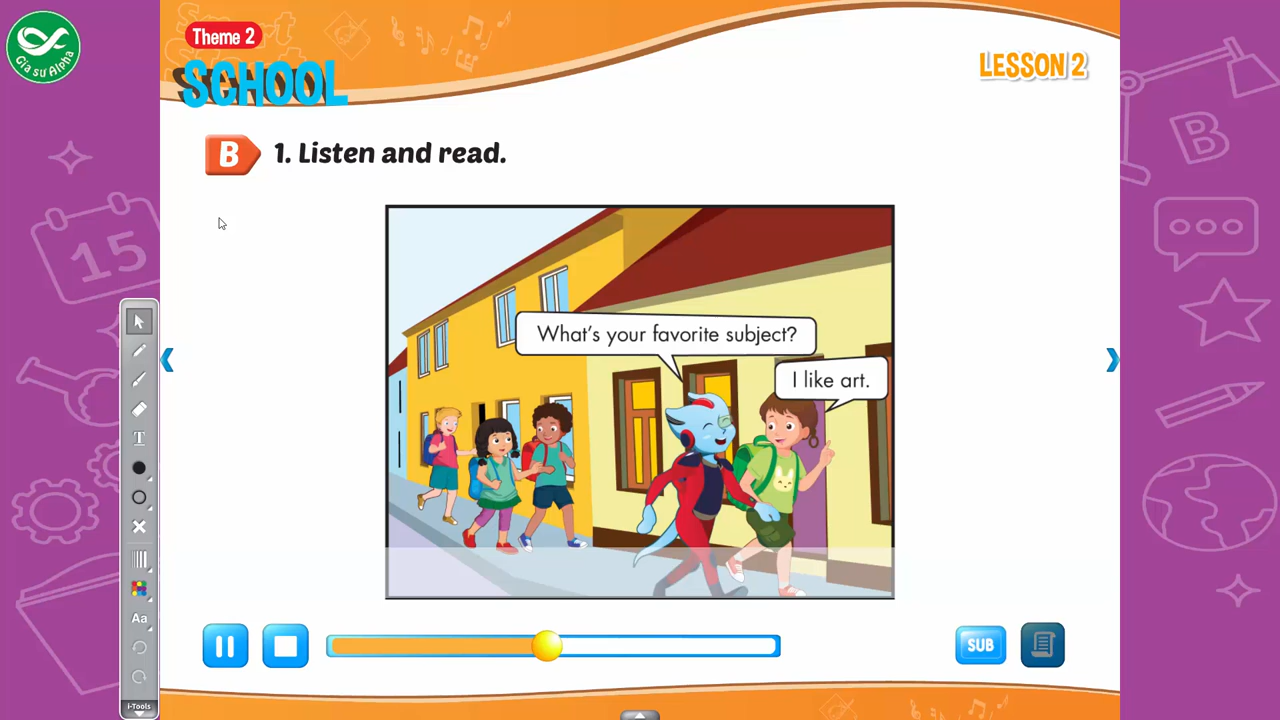 Gia sư Alpha
Theme 2
SCHOOL
LESSON 2
B 1. Listen and read.
15
B
What's your favorite subject?
I like art.
T
Aa
i-Tools
SUB